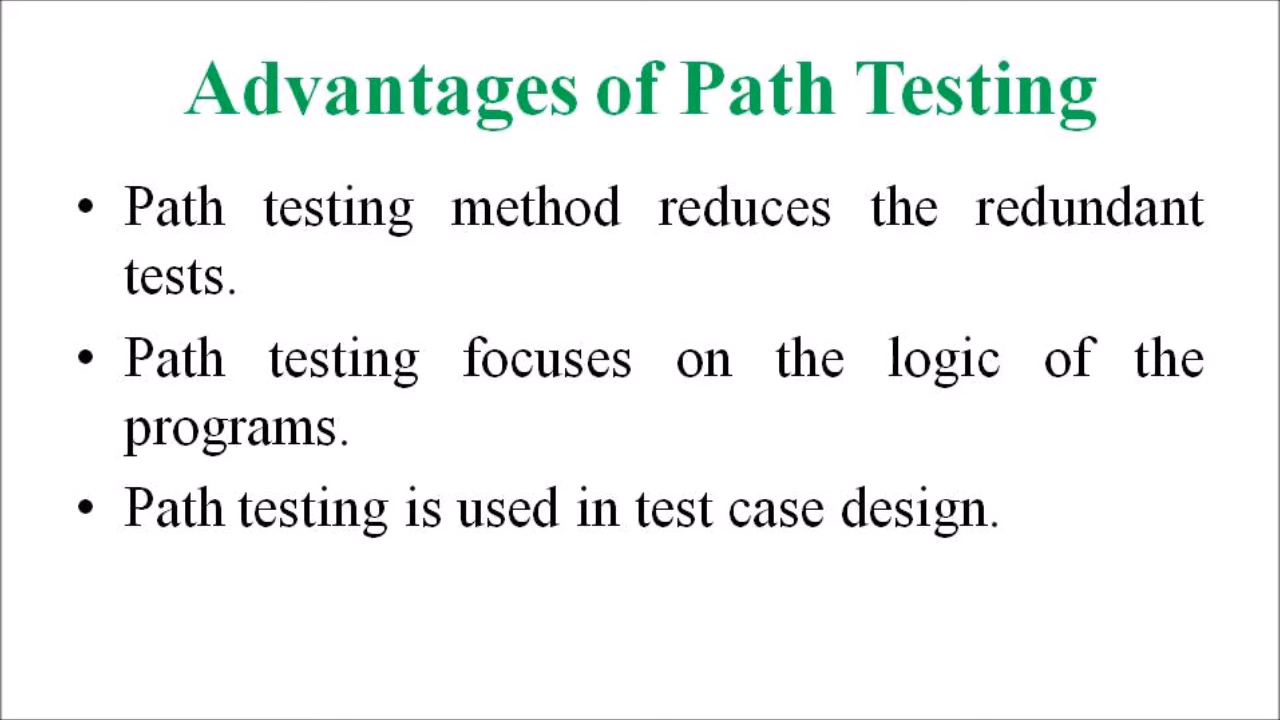 Advantages of Path Testing
• Path testing method reduces the redundant
tests.
• Path testing focuses on the logic of the
programs.
• Path testing is used in test case design.